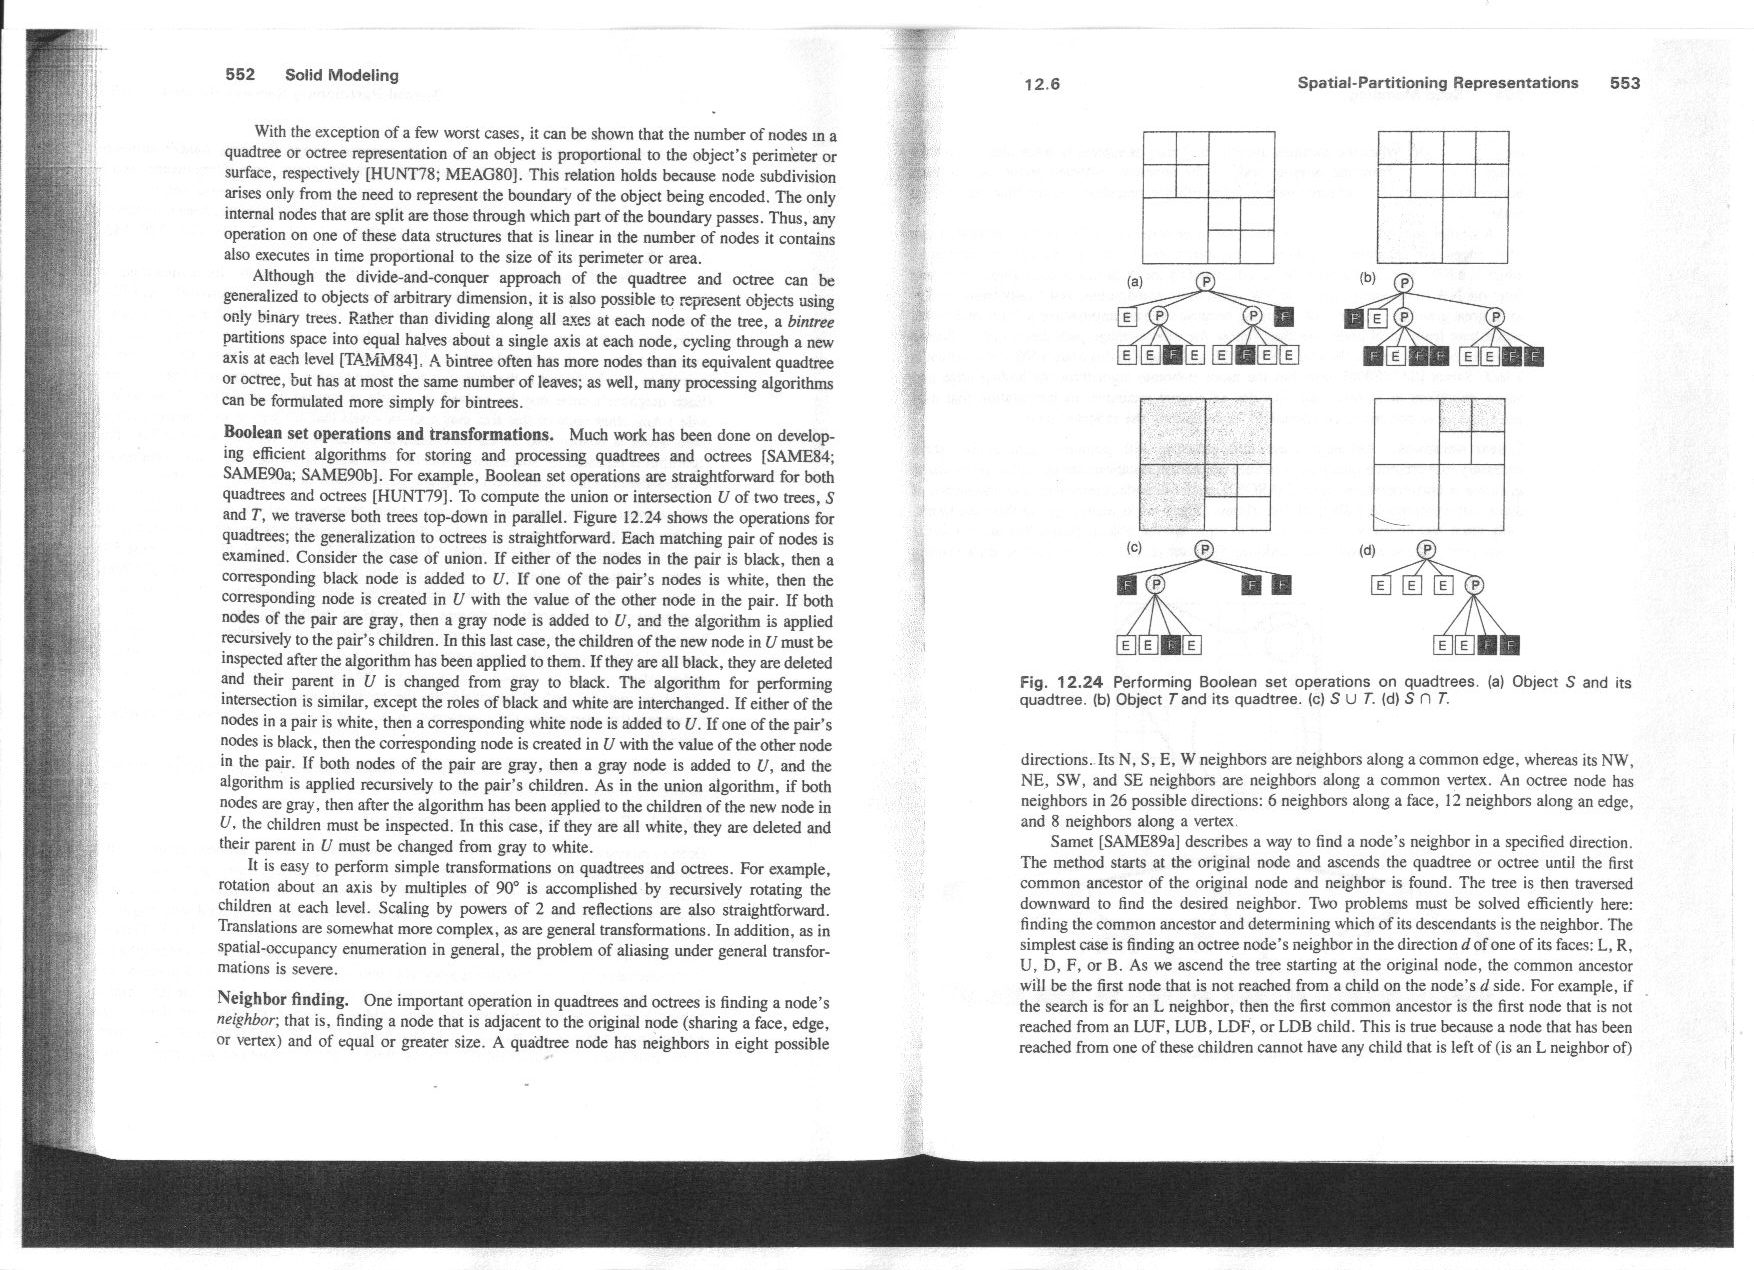 552 Solid Modeling
With the exception of a few worst cases, it can be shown that the number of nodes in a
quadtree or octree representation of an object is proportional to the object's perimeter or
surface, respectively [HUNT78; MEAG80]. This relation holds because node subdivision
arises only from the need to represent the boundary of the object being encoded. The only
internal nodes that are split are those through which part of the boundary passes. Thus, any
operation on one of these data structures that is linear in the number of nodes it contains
also executes in time proportional to the size of its perimeter or area.
Although the divide-and-conquer approach of the quadtree and octree can be
generalized to objects of arbitrary dimension, it is also possible to represent objects using
only binary trees. Rather than dividing along all axes at each node of the tree, a bintree
partitions space into equal halves about a single axis at each node, cycling through a new
axis at each level [TAMM84]. A bintree often has more nodes than its equivalent quadtree
or octree, but has at most the same number of leaves; as well, many processing algorithms
can be formulated more simply for bintrees.
Boolean set operations and transformations. Much work has been done on develop-
ing efficient algorithms for storing and processing quadtrees and octrees [SAME84;
SAME90a; SAME90b]. For example, Boolean set operations are straightforward for both
quadtrees and octrees [HUNT79]. To compute the union or intersection U of two trees, S
and T, we traverse both trees top-down in parallel. Figure 12.24 shows the operations for
quadtrees; the generalization to octrees is straightforward. Each matching pair of nodes is
examined. Consider the case of union. If either of the nodes in the pair is black, then a
corresponding black node is added to U. If one of the pair's nodes is white, then the
corresponding node is created in U with the value of the other node in the pair. If both
nodes of the pair are gray, then a gray node is added to U, and the algorithm is applied
recursively to the pair's children. In this last case, the children of the new node in U must be
inspected after the algorithm has been applied to them. If they are all black, they are deleted
and their parent in U is changed from gray to black. The algorithm for performing
intersection is similar, except the roles of black and white are interchanged. If either of the
nodes in a pair is white, then a corresponding white node is added to U. If one of the pair's
nodes is black, then the corresponding node is created in U with the value of the other node
in the pair. If both nodes of the pair are gray, then a gray node is added to U, and the
algorithm is applied recursively to the pair's children. As in the union algorithm, if both
nodes are gray, then after the algorithm has been applied to the children of the new node in
U, the children must be inspected. In this case, if they are all white, they are deleted and
their parent in U must be changed from gray to white.
It is easy to perform simple transformations on quadtrees and octrees. For example,
rotation about an axis by multiples of 90° is accomplished by recursively rotating the
children at each level. Scaling by powers of 2 and reflections are also straightforward.
Translations are somewhat more complex, as are general transformations. In addition, as in
spatial-occupancy enumeration in general, the problem of aliasing under general transfor-
mations is severe.
Neighbor finding. One important operation in quadtrees and octrees is finding a node's
neighbor; that is, finding a node that is adjacent to the original node (sharing a face, edge,
or vertex) and of equal or greater size. A quadtree node has neighbors in eight possible
12.6 Spatial-Partitioning Representations 553
(a) P
E P P F
E E F E E F E E
(b) P
F E P P
F E F F E E F F
(c) P
F P F F
E E F E
(d) P
E E E P
E E F F
Fig. 12.24 Performing Boolean set operations on quadtrees. (a) Object S and its
quadtree. (b) Object T and its quadtree. (c) S ∪ T. (d) S ∩ T.
directions. Its N, S, E, W neighbors are neighbors along a common edge, whereas its NW,
NE, SW, and SE neighbors are neighbors along a common vertex. An octree node has
neighbors in 26 possible directions: 6 neighbors along a face, 12 neighbors along an edge,
and 8 neighbors along a vertex.
Samet [SAME89a] describes a way to find a node's neighbor in a specified direction.
The method starts at the original node and ascends the quadtree or octree until the first
common ancestor of the original node and neighbor is found. The tree is then traversed
downward to find the desired neighbor. Two problems must be solved efficiently here:
finding the common ancestor and determining which of its descendants is the neighbor. The
simplest case is finding an octree node's neighbor in the direction d of one of its faces: L, R,
U, D, F, or B. As we ascend the tree starting at the original node, the common ancestor
will be the first node that is not reached from a child on the node's d side. For example, if
the search is for an L neighbor, then the first common ancestor is the first node that is not
reached from an LUF, LUB, LDF, or LDB child. This is true because a node that has been
reached from one of these children cannot have any child that is left of (is an L neighbor of)